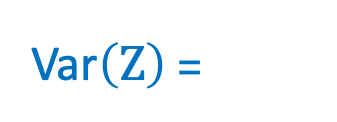 Var(Z) =